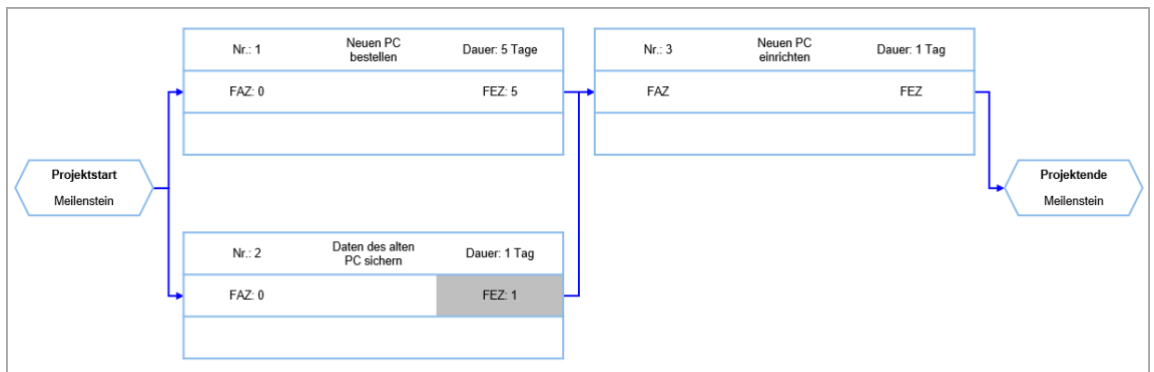 Nr.: 1
Neuen PC
bestellen
Dauer: 5 Tage
FAZ: 0
FEZ: 5
Nr.: 3
Neuen PC
einrichten
Dauer: 1 Tag
FAZ
FEZ
Projektstart
Meilenstein
Projektende
Meilenstein
Nr.: 2
Daten des alten
PC sichern
Dauer: 1 Tag
FAZ: 0
FEZ: 1